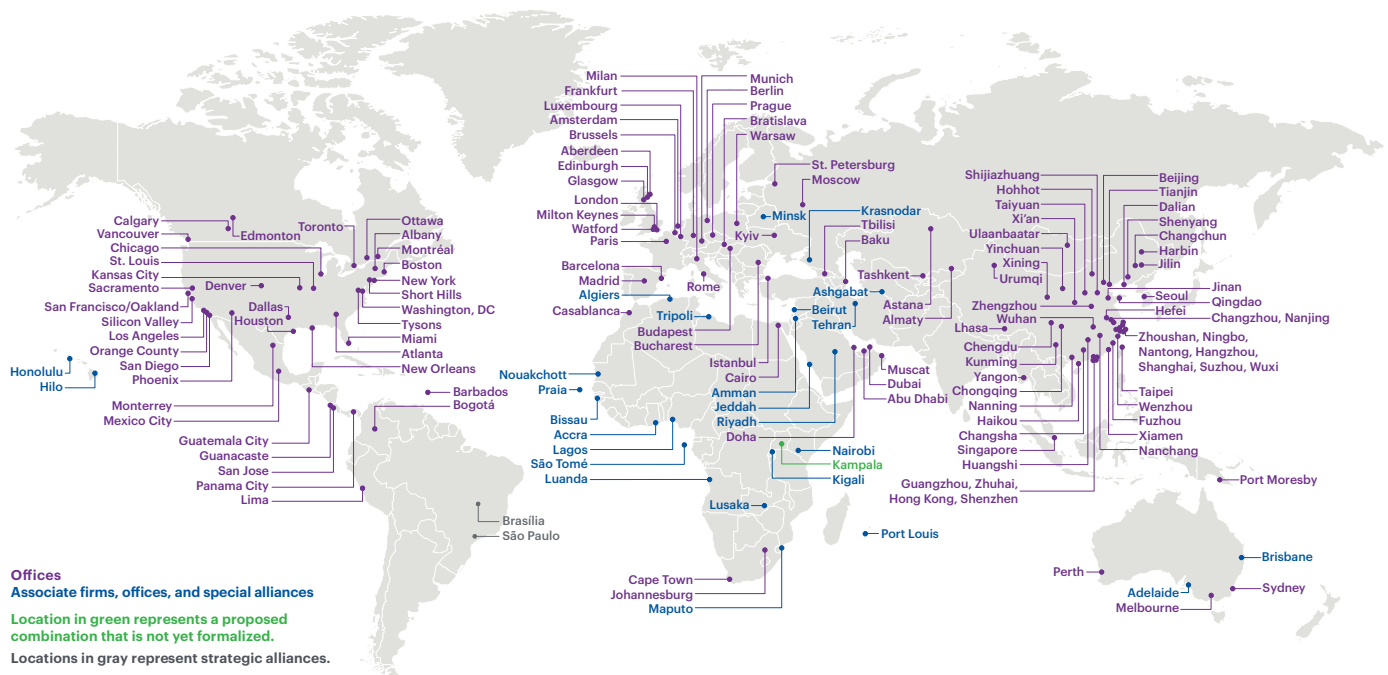 Calgary
Vancouver
Edmonton
Chicago
St. Louis
Kansas City
Sacramento
Denver
San Francisco/Oakland
Silicon Valley
Los Angeles
Orange County
San Diego
Phoenix
Dallas
Houston
Toronto
Ottawa
Albany
Montréal
Boston
New York
Short Hills
Washington, DC
Tysons
Miami
Atlanta
New Orleans
Honolulu
Hilo
Monterrey
Mexico City
Barbados
Bogotá
Guatemala City
Guanacaste
San Jose
Panama City
Lima
Brasília
São Paulo
Milan
Frankfurt
Luxembourg
Amsterdam
Brussels
Aberdeen
Edinburgh
Glasgow
London
Milton Keynes
Watford
Paris
Barcelona
Madrid
Algiers
Casablanca
Munich
Berlin
Prague
Bratislava
Warsaw
St. Petersburg
Moscow
Minsk
Kyiv
Krasnodar
Tbilisi
Baku
Rome
Tripoli
Budapest
Bucharest
Istanbul
Cairo
Amman
Jeddah
Riyadh
Doha
Tashkent
Ashgabat
Beirut
Tehran
Astana
Almaty
Muscat
Dubai
Abu Dhabi
Nouakchott
Praia
Bissau
Accra
Lagos
São Tomé
Luanda
Nairobi
Kampala
Kigali
Lusaka
Port Louis
Cape Town
Johannesburg
Maputo
Shijiazhuang
Hohhot
Taiyuan
Xi’an
Ulaanbaatar
Yinchuan
Xining
Urumqi
Zhengzhou
Wuhan
Lhasa
Chengdu
Kunming
Yangon
Chongqing
Nanning
Haikou
Changsha
Singapore
Huangshi
Guangzhou, Zhuhai,
Hong Kong, Shenzhen
Beijing
Tianjin
Dalian
Shenyang
Changchun
Harbin
Jilin
Jinan
Seoul
Qingdao
Hefei
Changzhou, Nanjing
Zhoushan, Ningbo,
Nantong, Hangzhou,
Shanghai, Suzhou, Wuxi
Taipei
Wenzhou
Fuzhou
Xiamen
Nanchang
Port Moresby
Perth
Brisbane
Adelaide
Sydney
Melbourne
Offices
Associate firms, offices, and special alliances
Location in green represents a proposed
combination that is not yet formalized.
Locations in gray represent strategic alliances.